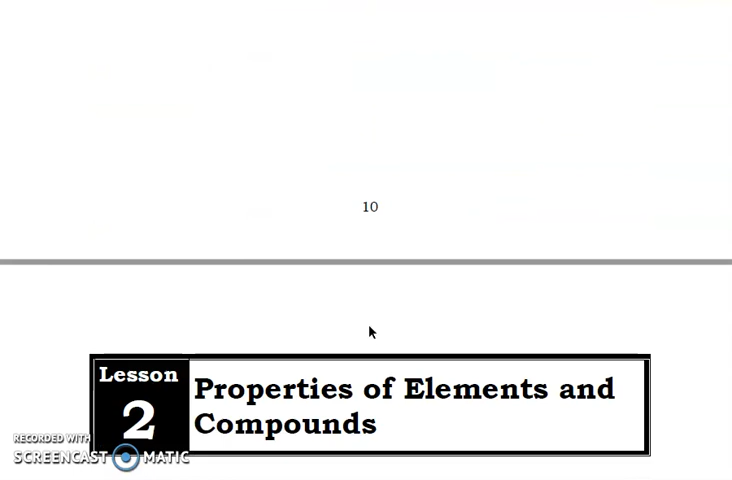 10
Lesson
2
Properties of Elements and
Compounds
RECORDED WITH
SCREENCAST MATIC